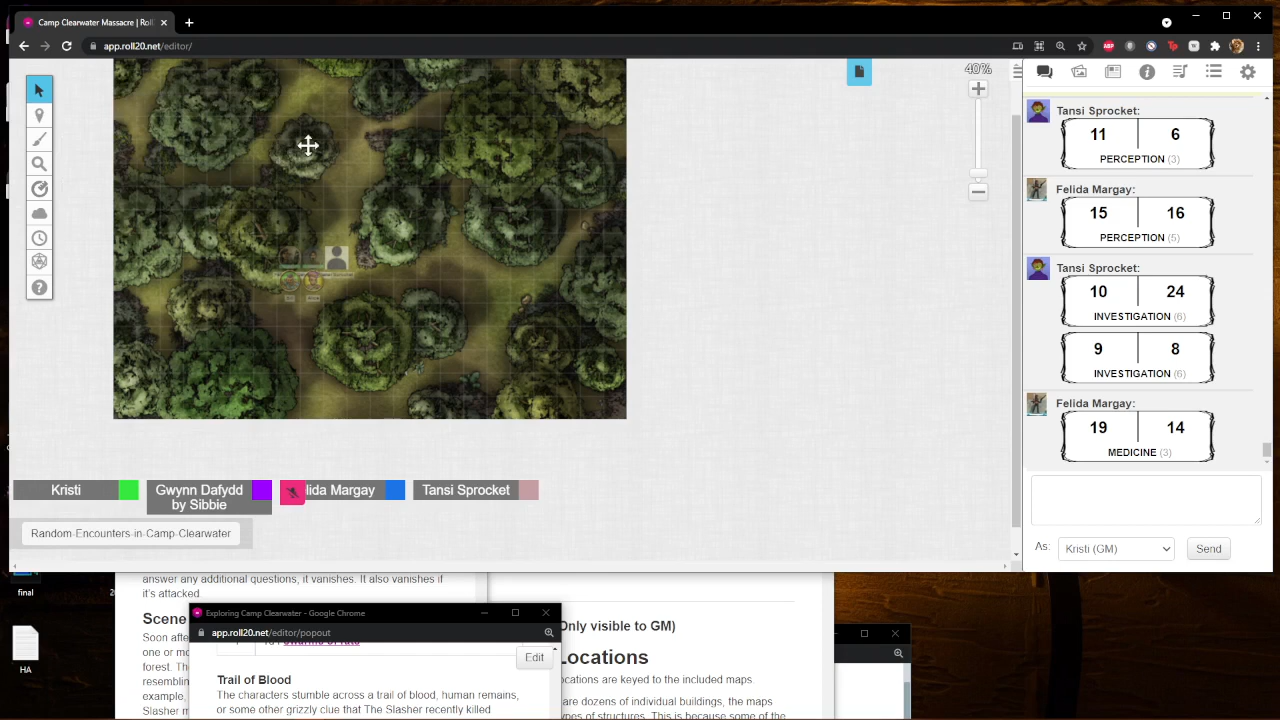 Camp Clearwater Massacre | Roll
app.roll20.net/editor/
ABP
40%
Tansi Sprocket:
11 6
PERCEPTION (3)
Felida Margay:
15 16
PERCEPTION (5)
Tansi Sprocket:
10 24
INVESTIGATION (6)
9 8
INVESTIGATION (6)
Felida Margay:
19 14
MEDICINE (3)
Kristi
Gwynn Dafydd
by Sibbie
lida Margay
Tansi Sprocket
Random-Encounters-in-Camp-Clearwater
As:
Kristi (GM)
Send
final
HA
answer any additional questions, it vanishes. It also vanishes if
it's attacked.
Scene
Soon afte
one or mo
forest. The
resembling
example,
Slasher m
Exploring Camp Clearwater - Google Chrome
app.roll20.net/editor/popout
Edit
Trail of Blood
The characters stumble across a trail of blood, human remains,
or some other grizzly clue that The Slasher recently killed
Only visible to GM)
Locations
ocations are keyed to the included maps.
are dozens of individual buildings, the maps
ypes of structures. This is because some of the